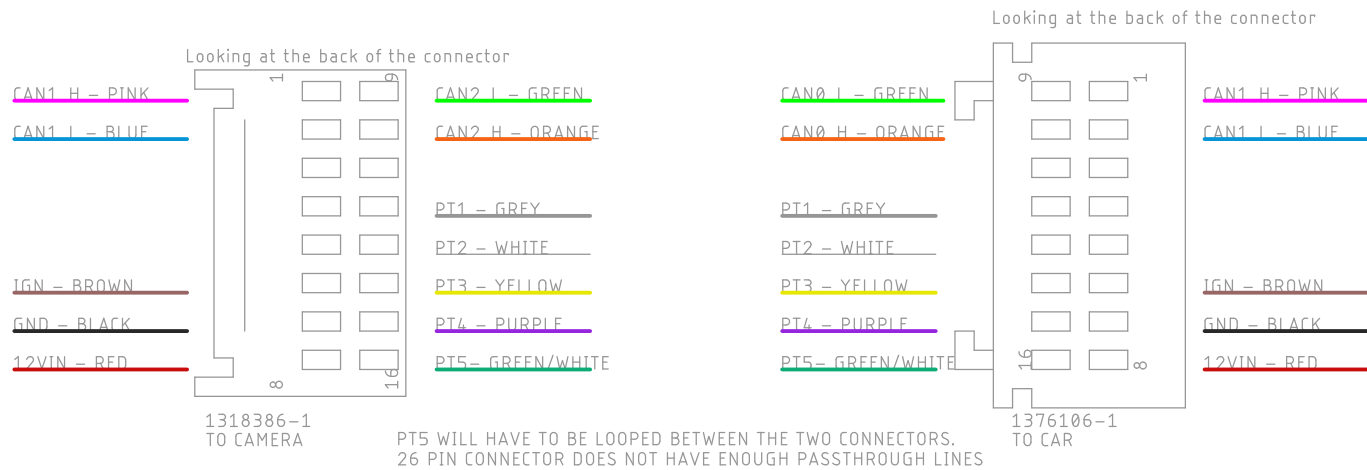 Looking at the back of the connector
Looking at the back of the connector
1
9
CAN1 H – PINK
CAN1 L – BLUE
CAN2 L – GREEN
CAN2 H – ORANGE
PT1 – GREY
PT2 – WHITE
IGN – BROWN
PT3 – YELLOW
GND – BLACK
PT4 – PURPLE
12VIN – RED
PT5– GREEN/WHITE
8
16
1318386–1
TO CAMERA
9
1
CAN0 L – GREEN
CAN1 H – PINK
CAN0 H – ORANGE
CAN1 L – BLUE
PT1 – GREY
PT2 – WHITE
PT3 – YELLOW
IGN – BROWN
PT4 – PURPLE
GND – BLACK
PT5– GREEN/WHITE
12VIN – RED
16
8
1376106–1
TO CAR
PT5 WILL HAVE TO BE LOOPED BETWEEN THE TWO CONNECTORS.
26 PIN CONNECTOR DOES NOT HAVE ENOUGH PASSTHROUGH LINES